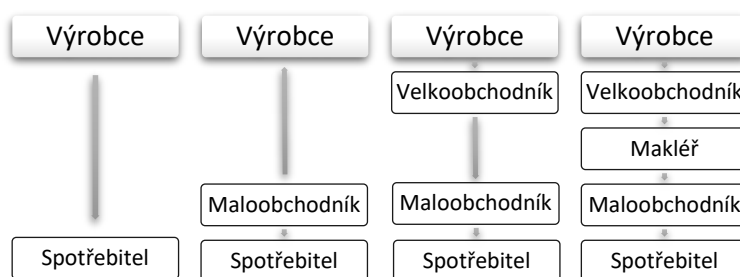 Výrobce
Výrobce
Výrobce
Výrobce
Velkoobchodník
Velkoobchodník
Makléř
Maloobchodník
Maloobchodník
Maloobchodník
Spotřebitel
Spotřebitel
Spotřebitel
Spotřebitel